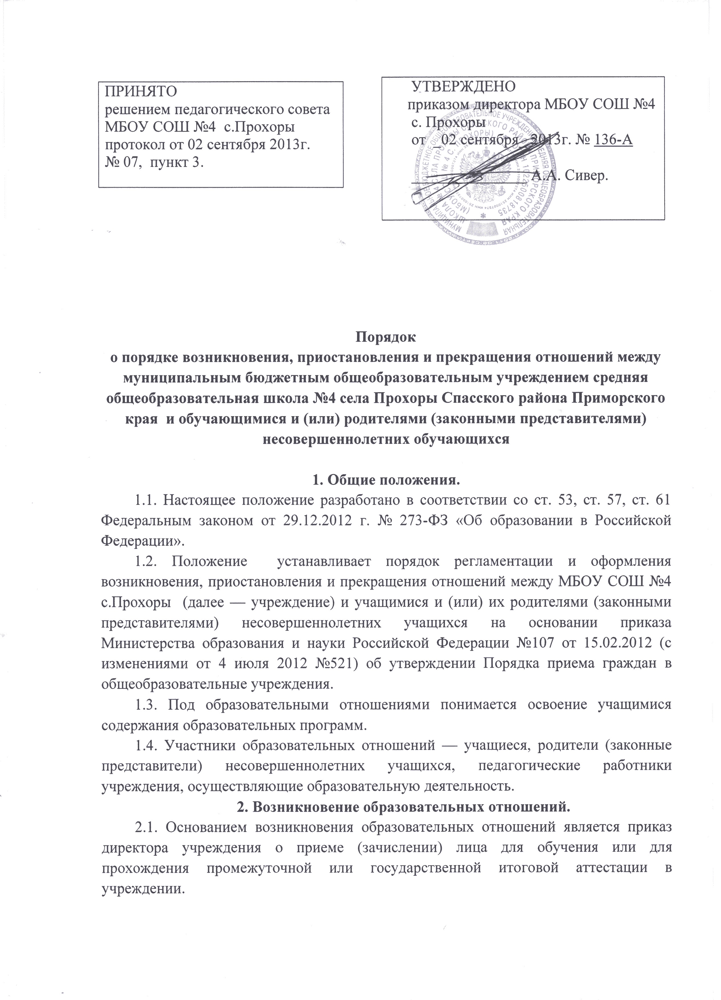 ПРИНЯТО
решением педагогического совета
МБОУ СОШ №4  с.Прохоры
протокол от 02 сентября 2013г.
№ 07,  пункт 3.
УТВЕРЖДЕНО
приказом директора МБОУ СОШ №4
с. Прохоры
от  _02 сентября_ 2013г. № 136-А
_______________ А.А. Сивер.
Порядок
о порядке возникновения, приостановления и прекращения отношений между
муниципальным бюджетным общеобразовательным учреждением средняя
общеобразовательная школа №4 села Прохоры Спасского района Приморского
края  и обучающимися и (или) родителями (законными представителями)
несовершеннолетних обучающихся
1. Общие положения.
1.1. Настоящее положение разработано в соответствии со ст. 53, ст. 57, ст. 61
Федеральным законом от 29.12.2012 г. № 273-ФЗ «Об образовании в Российской
Федерации».
1.2. Положение  устанавливает порядок регламентации и оформления
возникновения, приостановления и прекращения отношений между МБОУ СОШ №4
с.Прохоры  (далее — учреждение) и учащимися и (или) их родителями (законными
представителями) несовершеннолетних учащихся на основании приказа
Министерства образования и науки Российской Федерации №107 от 15.02.2012 (с
изменениями от 4 июля 2012 №521) об утверждении Порядка приема граждан в
общеобразовательные учреждения.
1.3. Под образовательными отношениями понимается освоение учащимися
содержания образовательных программ.
1.4. Участники образовательных отношений — учащиеся, родители (законные
представители) несовершеннолетних учащихся, педагогические работники
учреждения, осуществляющие образовательную деятельность.
2. Возникновение образовательных отношений.
2.1. Основанием возникновения образовательных отношений является приказ
директора учреждения о приеме (зачислении) лица для обучения или для
прохождения промежуточной или государственной итоговой аттестации в
учреждении.